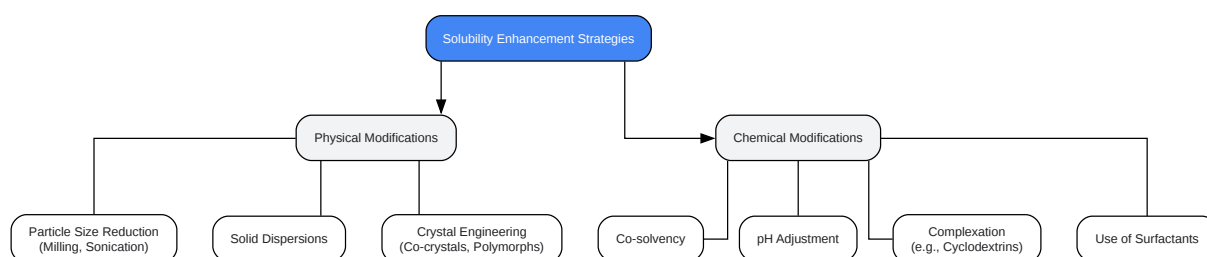 Solubility Enhancement Strategies
Physical Modifications
Chemical Modifications
Particle Size Reduction
(Milling, Sonication)
Solid Dispersions
Crystal Engineering
(Co-crystals, Polymorphs)
Co-solvency
pH Adjustment
Complexation
(e.g., Cyclodextrins)
Use of Surfactants